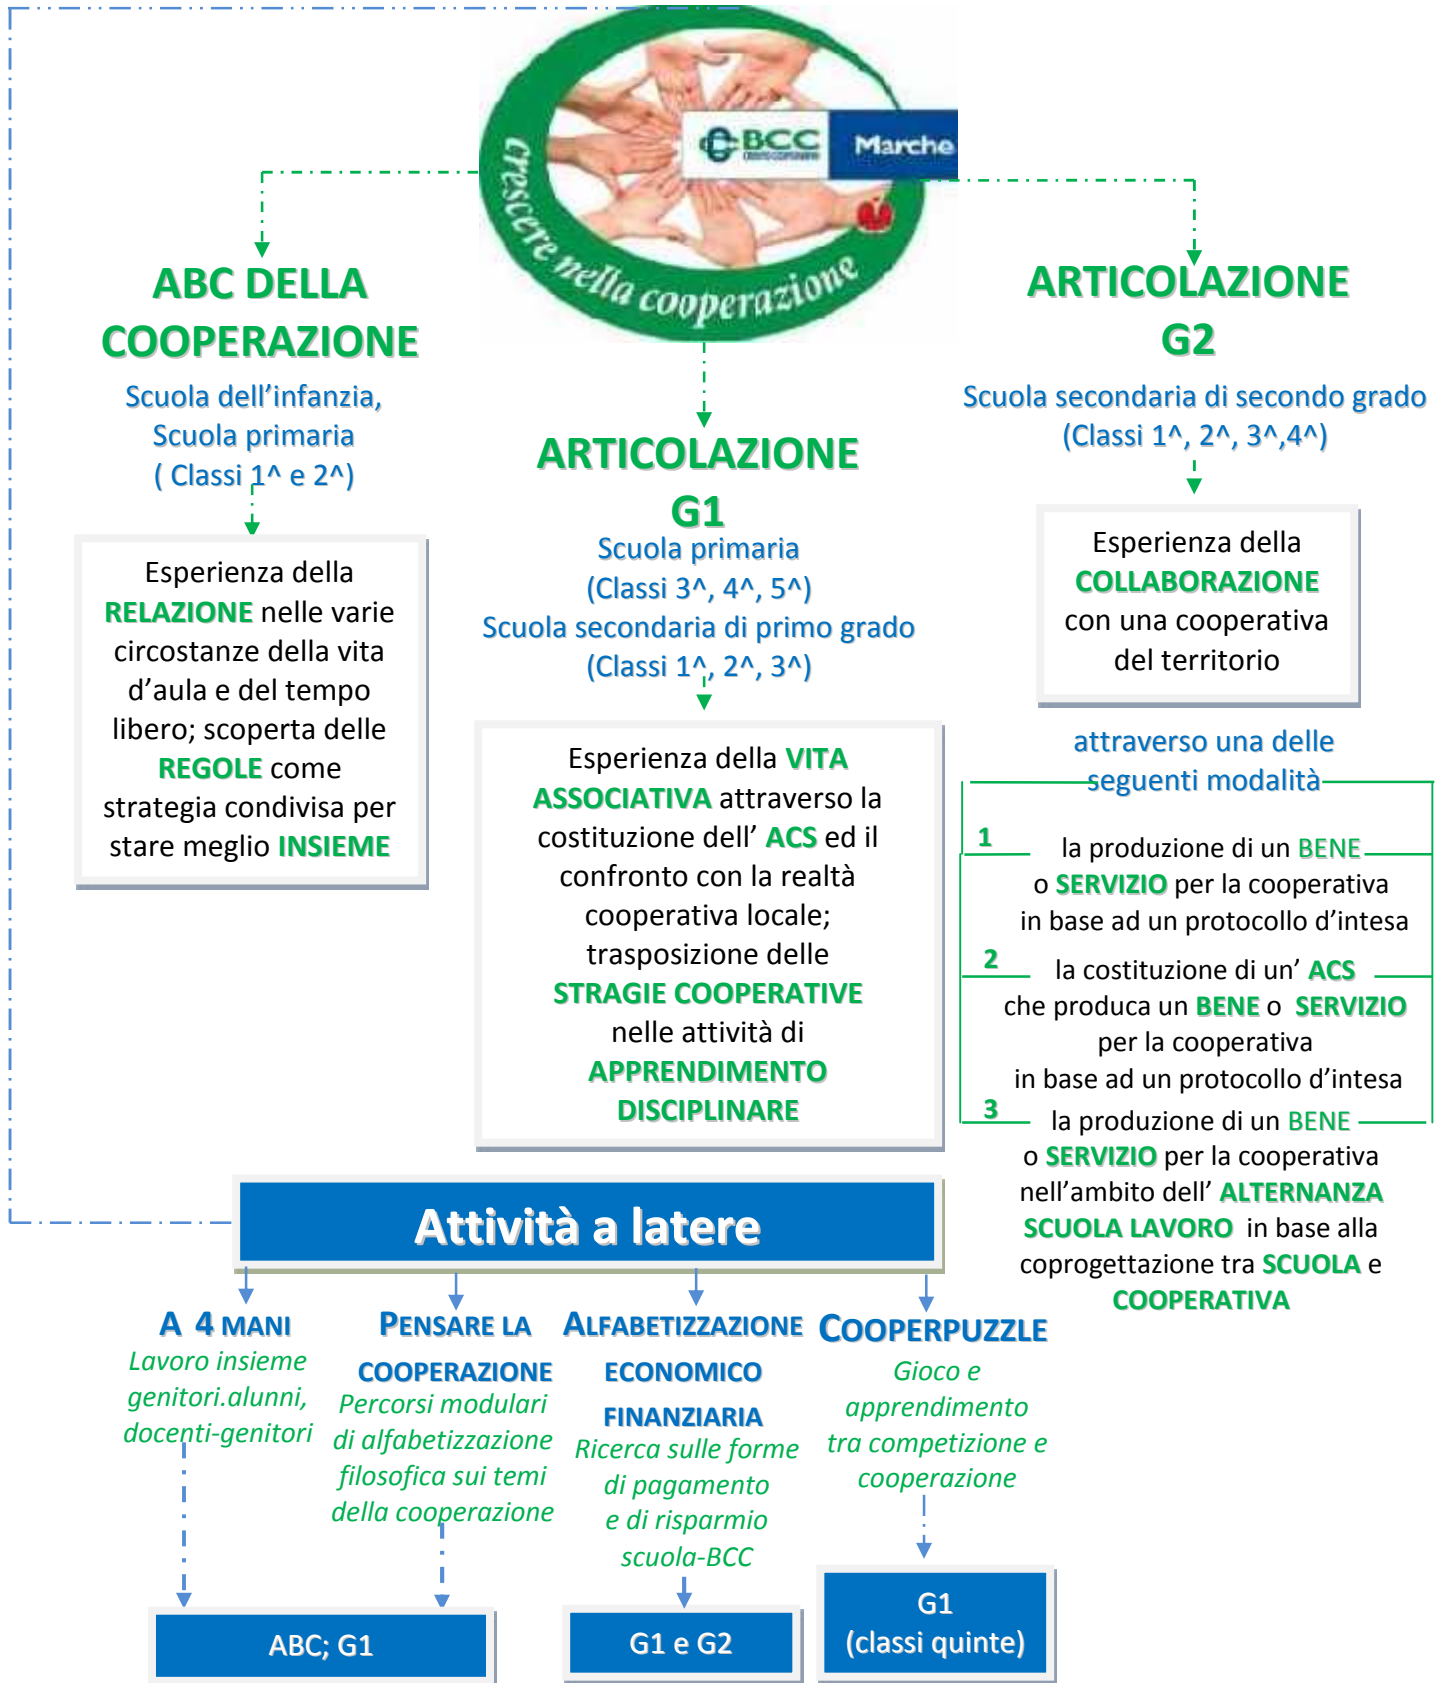 BCC
CREDITO COOPERATIVO
Marche
crescere nella cooperazione
ABC DELLA
COOPERAZIONE
Scuola dell’infanzia,
Scuola primaria
( Classi 1^ e 2^)
Esperienza della
RELAZIONE nelle varie
circostanze della vita
d’aula e del tempo
libero; scoperta delle
REGOLE come
strategia condivisa per
stare meglio INSIEME
ARTICOLAZIONE
G1
Scuola primaria
(Classi 3^, 4^, 5^)
Scuola secondaria di primo grado
(Classi 1^, 2^, 3^)
Esperienza della VITA
ASSOCIATIVA attraverso la
costituzione dell’ ACS ed il
confronto con la realtà
cooperativa locale;
trasposizione delle
STRAGIE COOPERATIVE
nelle attività di
APPRENDIMENTO
DISCIPLINARE
ARTICOLAZIONE
G2
Scuola secondaria di secondo grado
(Classi 1^, 2^, 3^,4^)
Esperienza della
COLLABORAZIONE
con una cooperativa
del territorio
attraverso una delle
seguenti modalità
1 la produzione di un BENE
o SERVIZIO per la cooperativa
in base ad un protocollo d’intesa
2 la costituzione di un’ ACS
che produca un BENE o SERVIZIO
per la cooperativa
in base ad un protocollo d’intesa
3 la produzione di un BENE
o SERVIZIO per la cooperativa
nell’ambito dell’ ALTERNANZA
SCUOLA LAVORO in base alla
coprogettazione tra SCUOLA e
COOPERATIVA
Attività a latere
A 4 MANI
Lavoro insieme
genitori.alunni,
docenti-genitori
PENSARE LA
COOPERAZIONE
Percorsi modulari
di alfabetizzazione
filosofica sui temi
della cooperazione
ALFABETIZZAZIONE
ECONOMICO
FINANZIARIA
Ricerca sulle forme
di pagamento
e di risparmio
scuola-BCC
COOPERPUZZLE
Gioco e
apprendimento
tra competizione e
cooperazione
ABC; G1
G1 e G2
G1
(classi quinte)